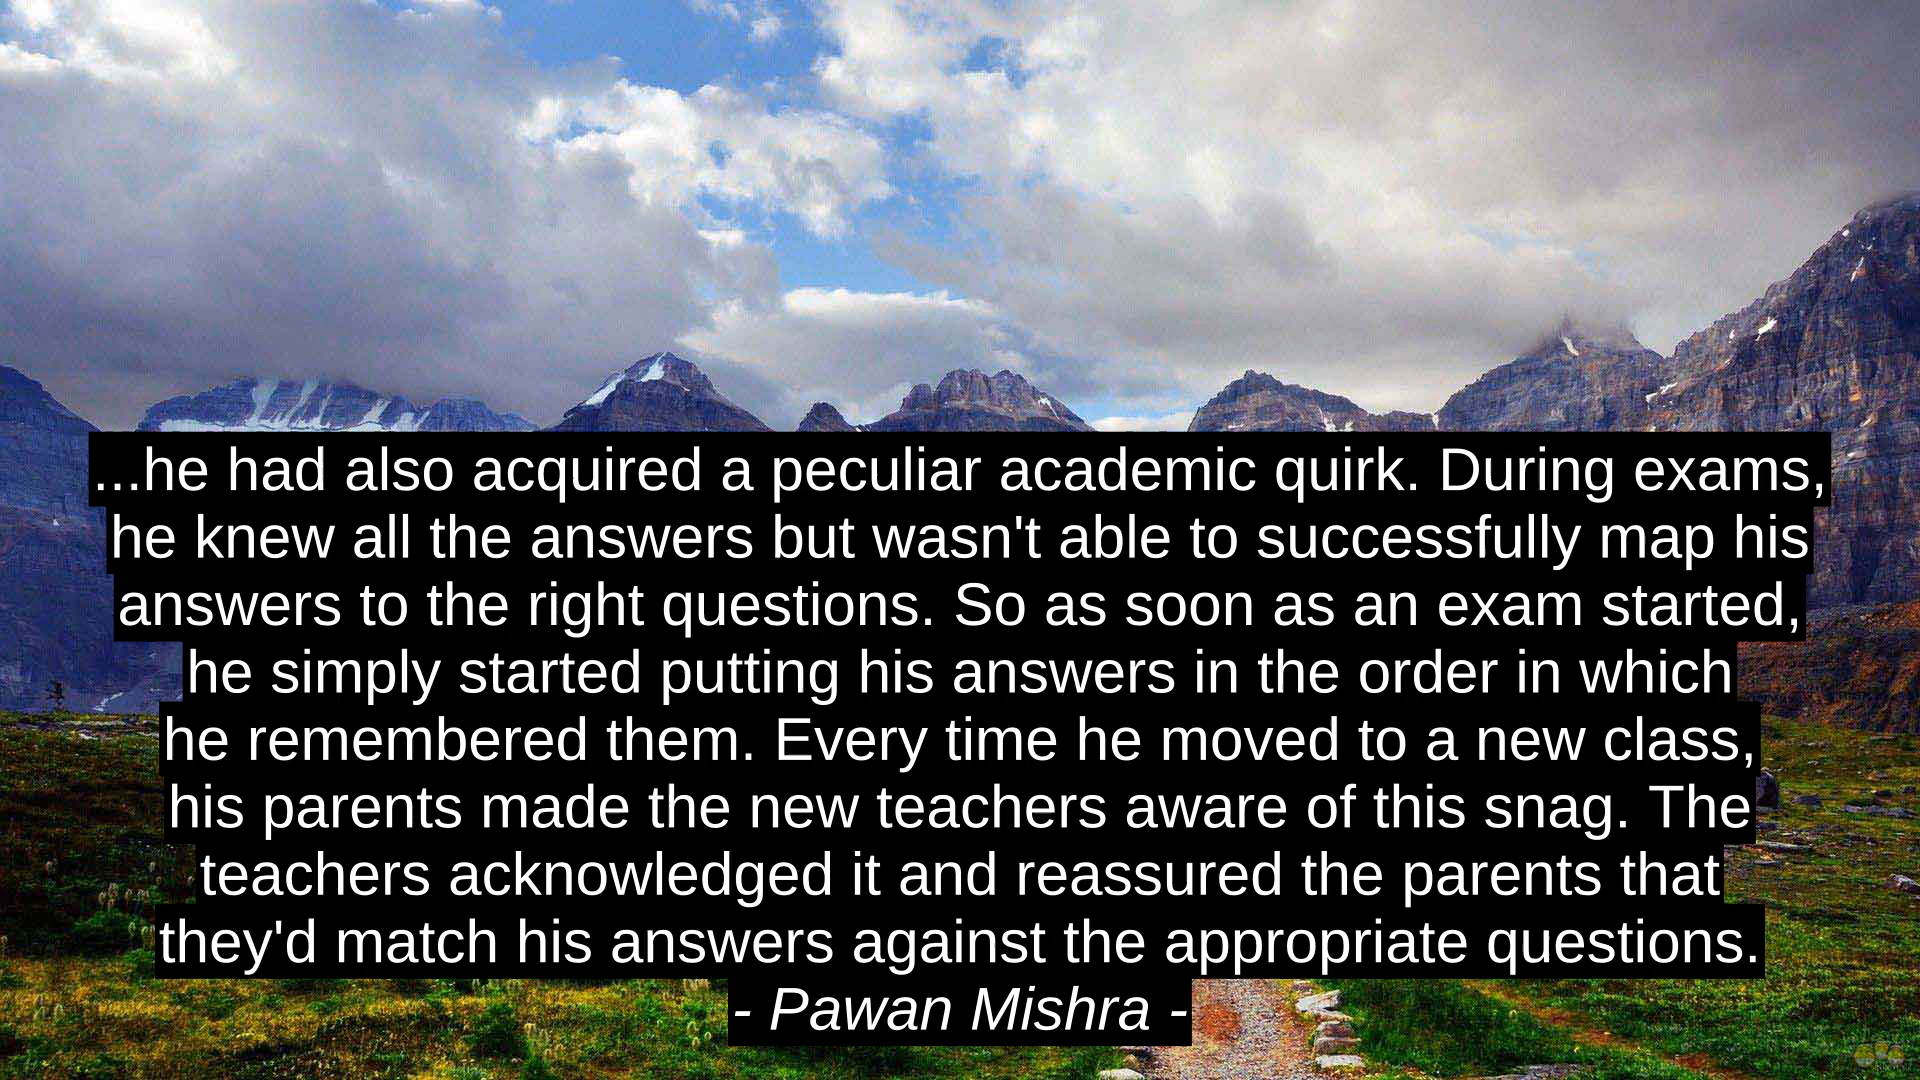 ...he had also acquired a peculiar academic quirk. During exams,
he knew all the answers but wasn't able to successfully map his
answers to the right questions. So as soon as an exam started,
he simply started putting his answers in the order in which
he remembered them. Every time he moved to a new class,
his parents made the new teachers aware of this snag. The
teachers acknowledged it and reassured the parents that
they'd match his answers against the appropriate questions.
- Pawan Mishra -